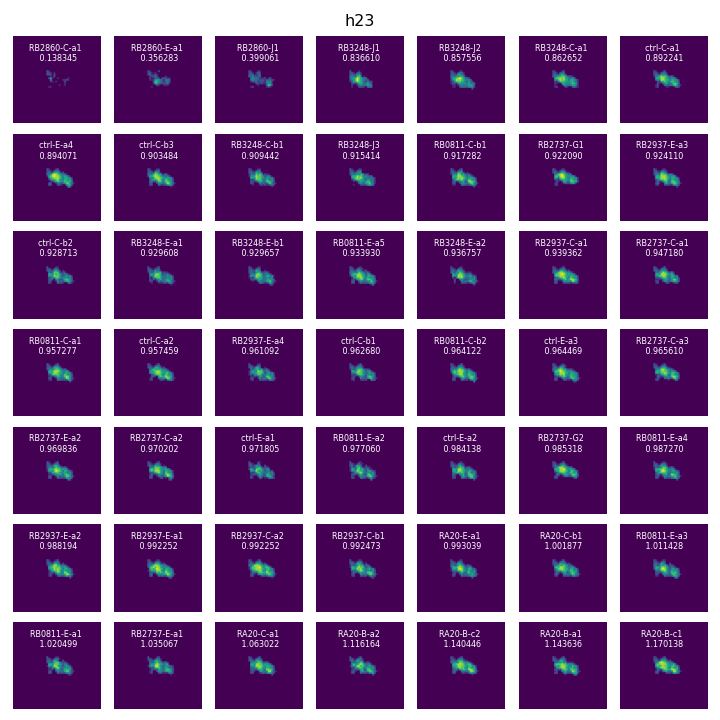 h23
RB2860-C-a1
0.138345
RB2860-E-a1
0.356283
RB2860-J1
0.399061
RB3248-J1
0.836610
RB3248-J2
0.857556
RB3248-C-a1
0.862652
ctrl-C-a1
0.892241
ctrl-E-a4
0.894071
ctrl-C-b3
0.903484
RB3248-C-b1
0.909442
RB3248-J3
0.915414
RB0811-C-b1
0.917282
RB2737-G1
0.922090
RB2937-E-a3
0.924110
ctrl-C-b2
0.928713
RB3248-E-a1
0.929608
RB3248-E-b1
0.929657
RB0811-E-a5
0.933930
RB3248-E-a2
0.936757
RB2937-C-a1
0.939362
RB2737-C-a1
0.947180
RB0811-C-a1
0.957277
ctrl-C-a2
0.957459
RB2937-E-a4
0.961092
ctrl-C-b1
0.962680
RB0811-C-b2
0.964122
ctrl-E-a3
0.964469
RB2737-C-a3
0.965610
RB2737-E-a2
0.969836
RB2737-C-a2
0.970202
ctrl-E-a1
0.971805
RB0811-E-a2
0.977060
ctrl-E-a2
0.984138
RB2737-G2
0.985318
RB0811-E-a4
0.987270
RB2937-E-a2
0.988194
RB2937-E-a1
0.992252
RB2937-C-a2
0.992252
RB2937-C-b1
0.992473
RA20-E-a1
0.993039
RA20-C-b1
1.001877
RB0811-E-a3
1.011428
RB0811-E-a1
1.020499
RB2737-E-a1
1.035067
RA20-C-a1
1.063022
RA20-B-a2
1.116164
RA20-B-c2
1.140446
RA20-B-a1
1.143636
RA20-B-c1
1.170138